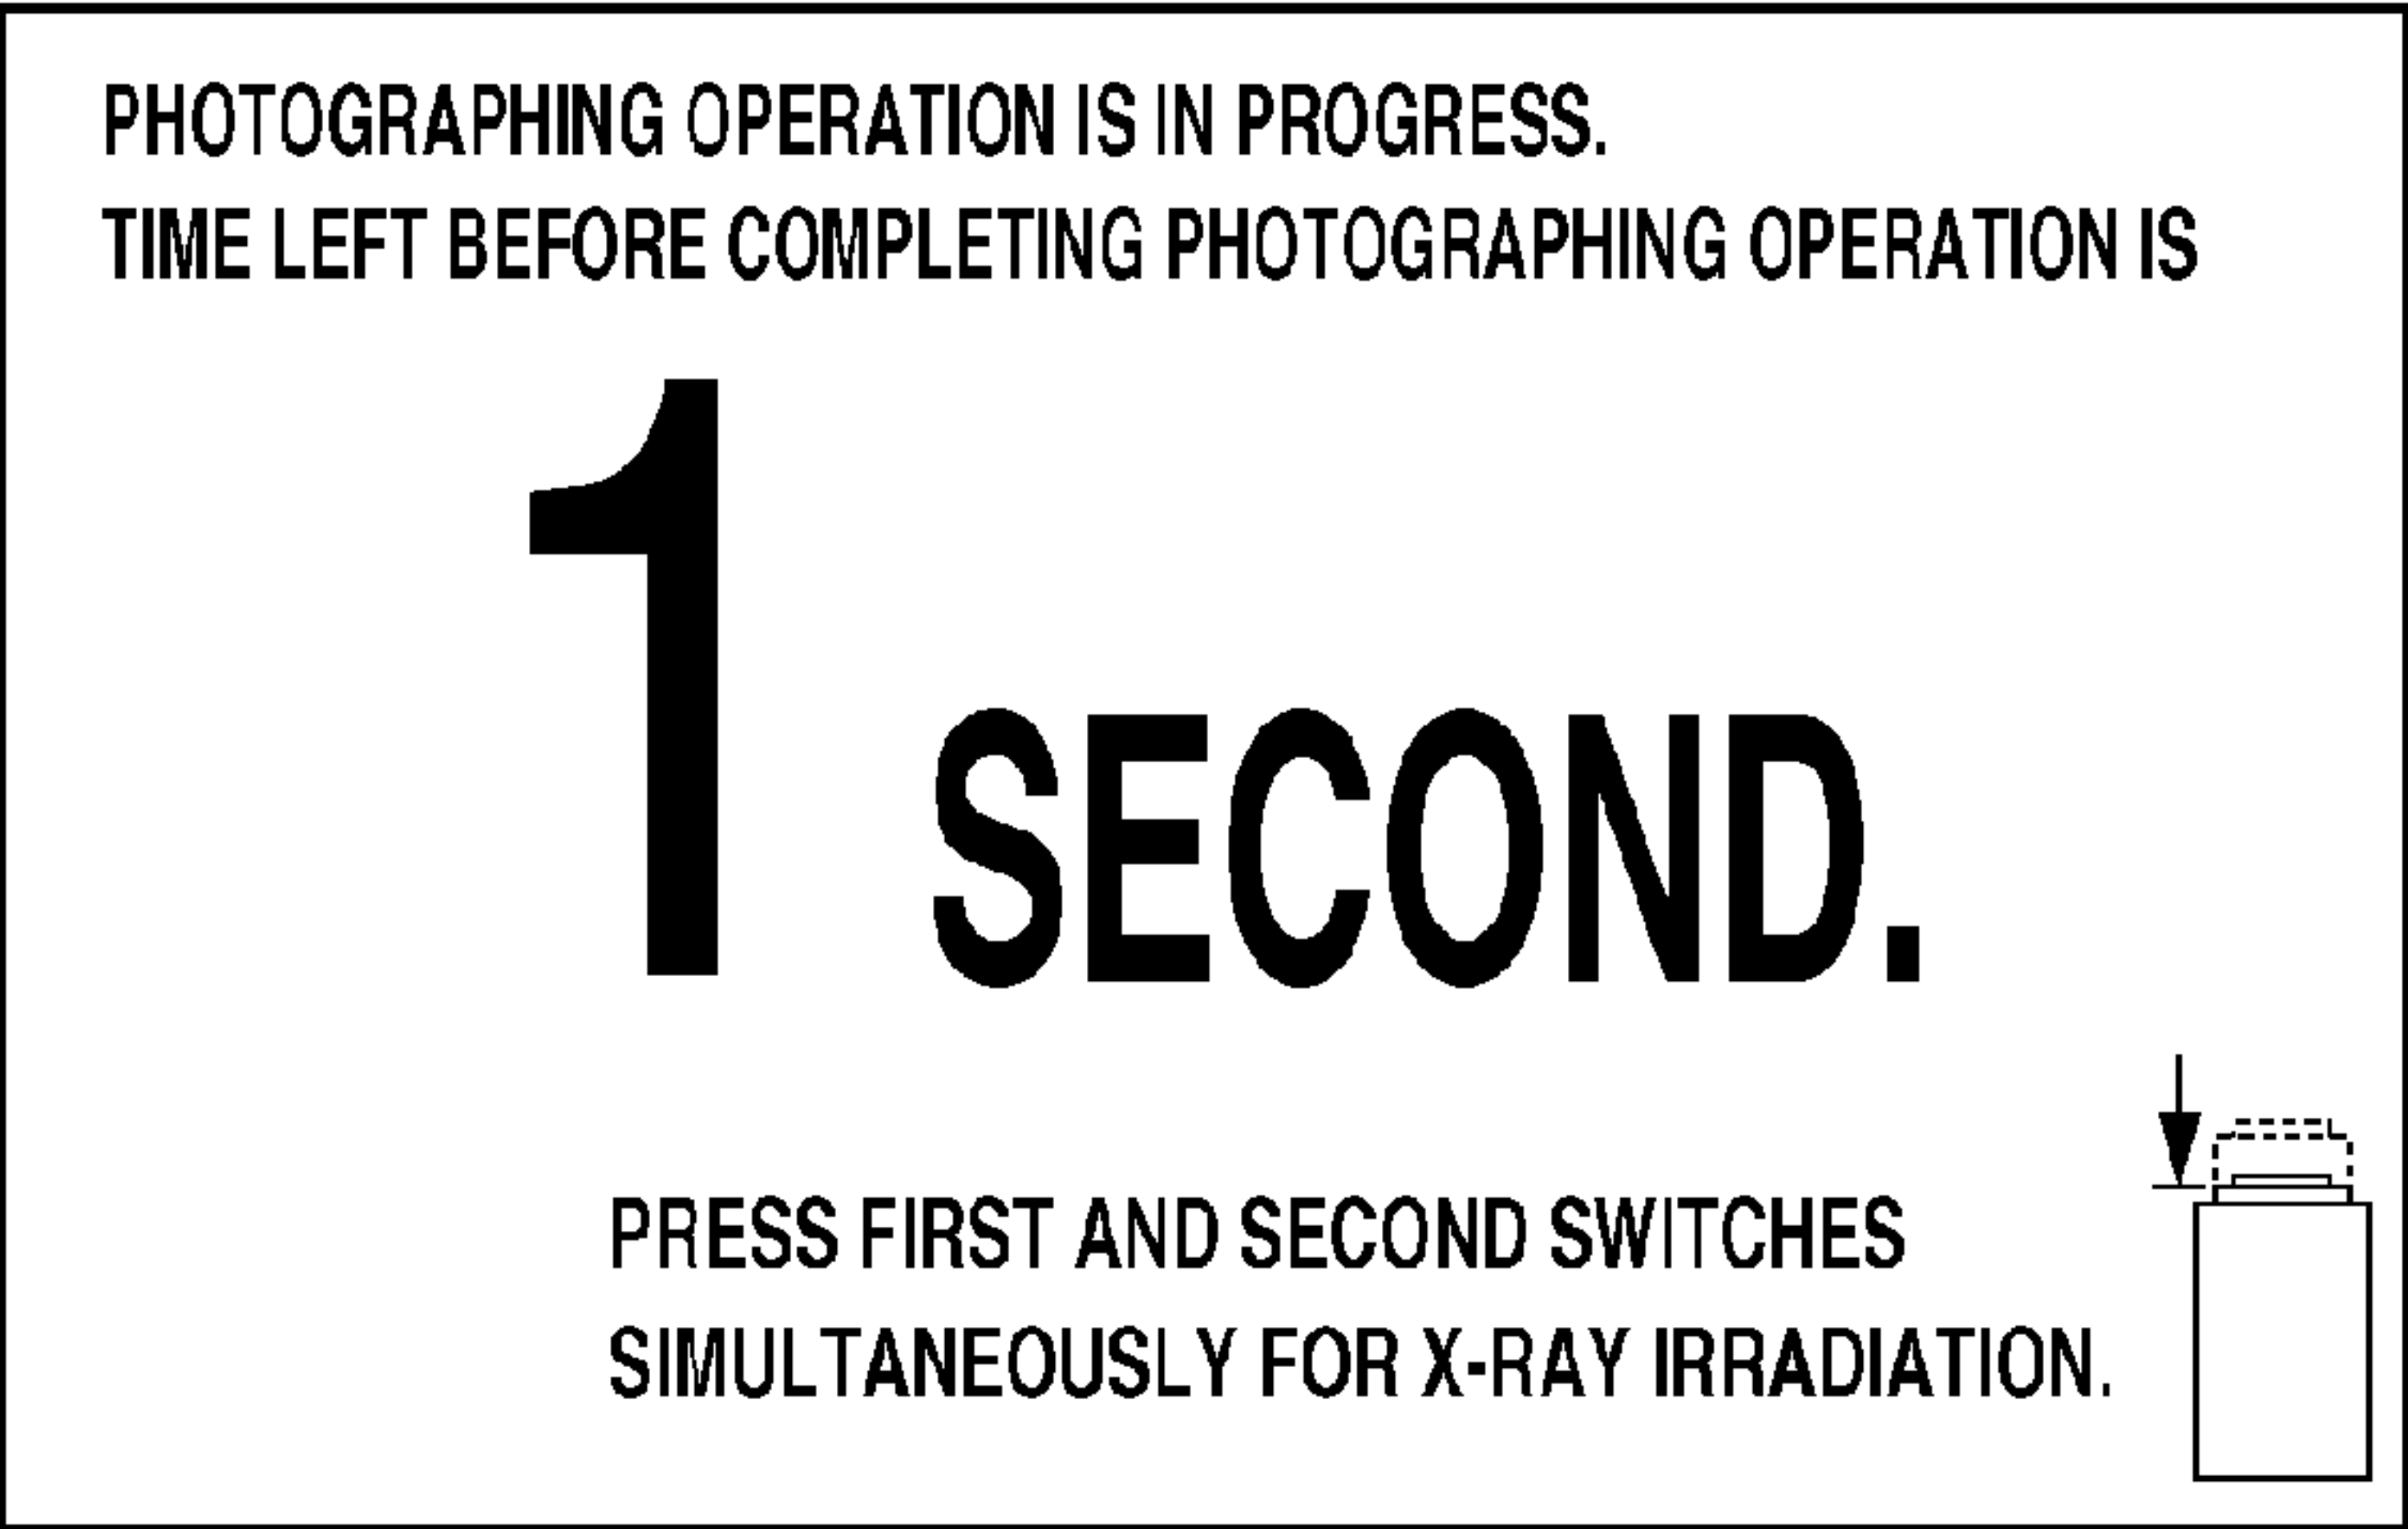 PHOTOGRAPHING OPERATION IS IN PROGRESS.
TIME LEFT BEFORE COMPLETING PHOTOGRAPHING OPERATION IS
1 SECOND.
PRESS FIRST AND SECOND SWITCHES
SIMULTANEOUSLY FOR X-RAY IRRADIATION.